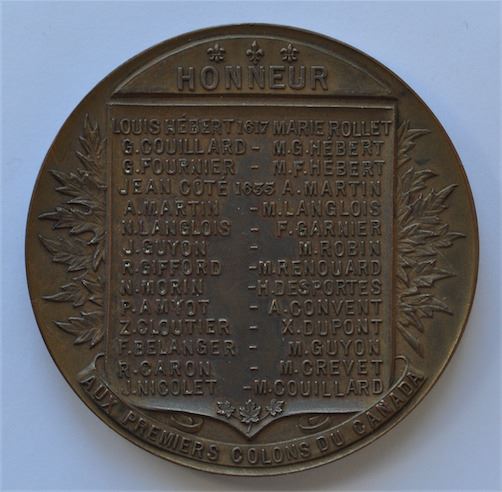 HONNEUR
LOUIS HÉBERT 1617 MARIE ROLLET
G. COUILLARD - M.G. HÉBERT
G. FOURNIER - M.F. HÉBERT
JEAN COTÉ 1635 A. MARTIN
A. MARTIN - M. LANGLOIS
N. LANGLOIS - F. GARNIER
J. GUYON - M. ROBIN
R. GIFFORD - M. RENOUARD
N. MORIN - H. DESPORTES
P. AMYOT - A. CONVENT
Z. CLOUTIER - X. DUPONT
F. BELANGER - M. GUYON
R. CARON - M. CREVET
J. NICOLET - M. COUILLARD
AUX PREMIERS COLONS DU CANADA